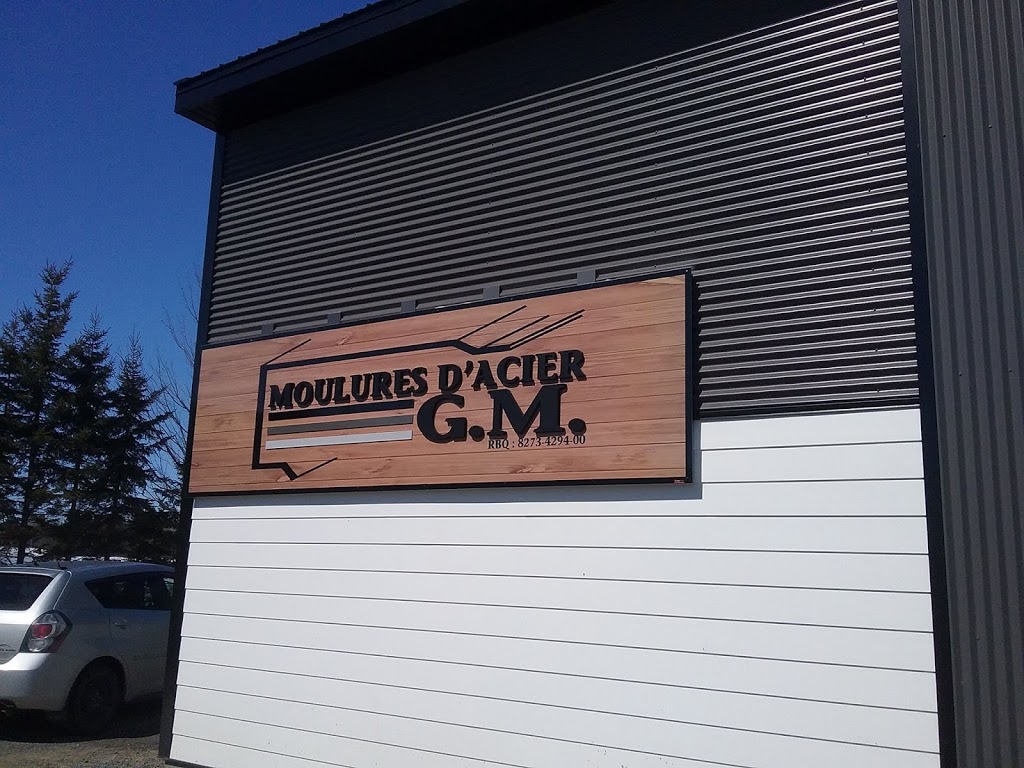 MOULURES D'ACIER
G.M.
RBQ : 8273-4294-00